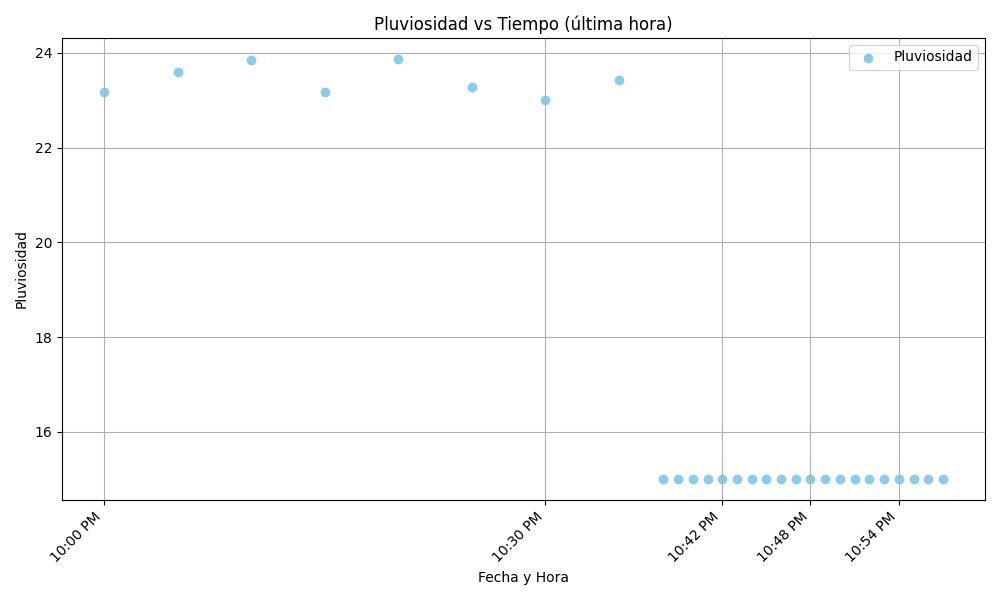 Pluviosidad vs Tiempo (última hora)
Pluviosidad
24
22
20
18
16
Pluviosidad
10:00 PM
10:30 PM
10:42 PM
10:48 PM
10:54 PM
Fecha y Hora